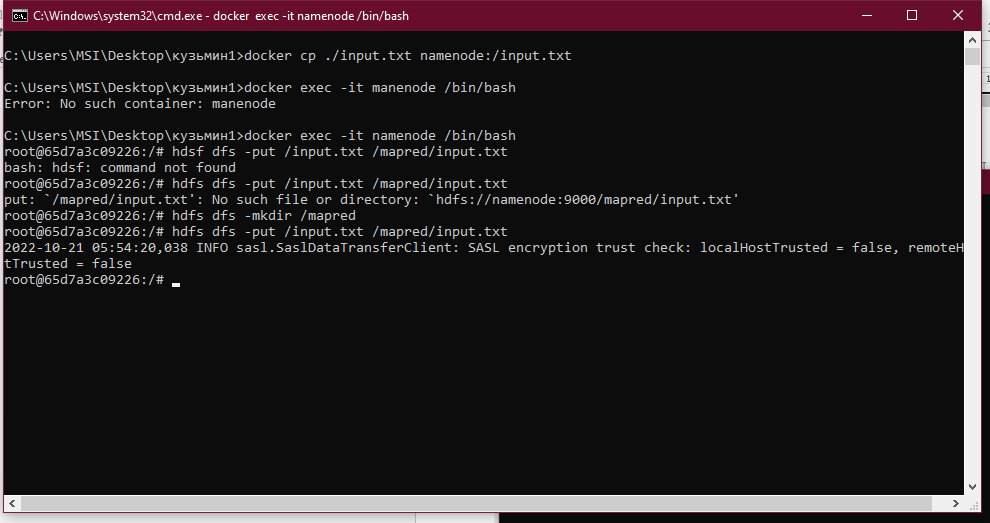 C:\Windows\system32\cmd.exe - docker exec -it namenode /bin/bash
C:\Users\MSI\Desktop\кузьмин1>docker cp ./input.txt namenode:/input.txt
C:\Users\MSI\Desktop\кузьмин1>docker exec -it manenode /bin/bash
Error: No such container: manenode
C:\Users\MSI\Desktop\кузьмин1>docker exec -it namenode /bin/bash
root@65d7a3c09226:/# hdsf dfs -put /input.txt /mapred/input.txt
bash: hdsf: command not found
root@65d7a3c09226:/# hdfs dfs -put /input.txt /mapred/input.txt
put: `/mapred/input.txt': No such file or directory: `hdfs://namenode:9000/mapred/input.txt'
root@65d7a3c09226:/# hdfs dfs -mkdir /mapred
root@65d7a3c09226:/# hdfs dfs -put /input.txt /mapred/input.txt
2022-10-21 05:54:20,038 INFO sasl.SaslDataTransferClient: SASL encryption trust check: localHostTrusted = false, remoteH
tTrusted = false
root@65d7a3c09226:/#